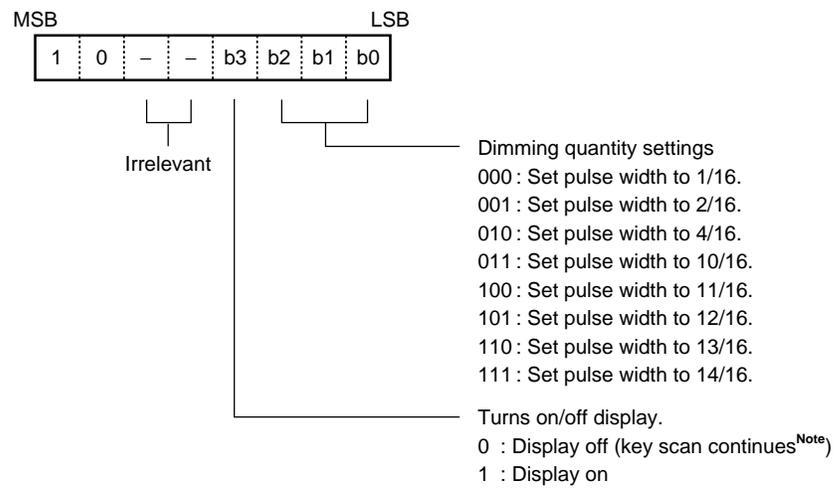 MSB LSB
1 0 – – b3 b2 b1 b0
Irrelevant
Dimming quantity settings
000 : Set pulse width to 1/16.
001 : Set pulse width to 2/16.
010 : Set pulse width to 4/16.
011 : Set pulse width to 10/16.
100 : Set pulse width to 11/16.
101 : Set pulse width to 12/16.
110 : Set pulse width to 13/16.
111 : Set pulse width to 14/16.
Turns on/off display.
0 : Display off (key scan continuesNote)
1 : Display on